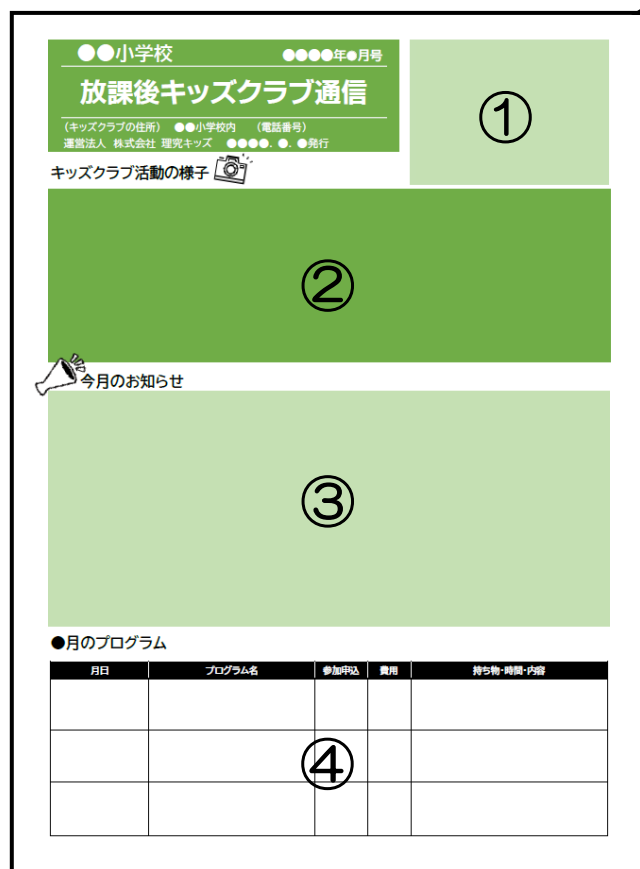 ●●小学校 ●●●●年●月号
放課後キッズクラブ通信
（キッズクラブの住所） ●●小学校内 （電話番号）
運営法人 株式会社 理究キッズ ●●●●. ●. ●発行
①
キッズクラブ活動の様子
②
今月のお知らせ
③
●月のプログラム
月日 プログラム名 参加申込 費用 持ち物・時間・内容
④